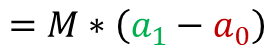 = M * (a₁ − a₀)